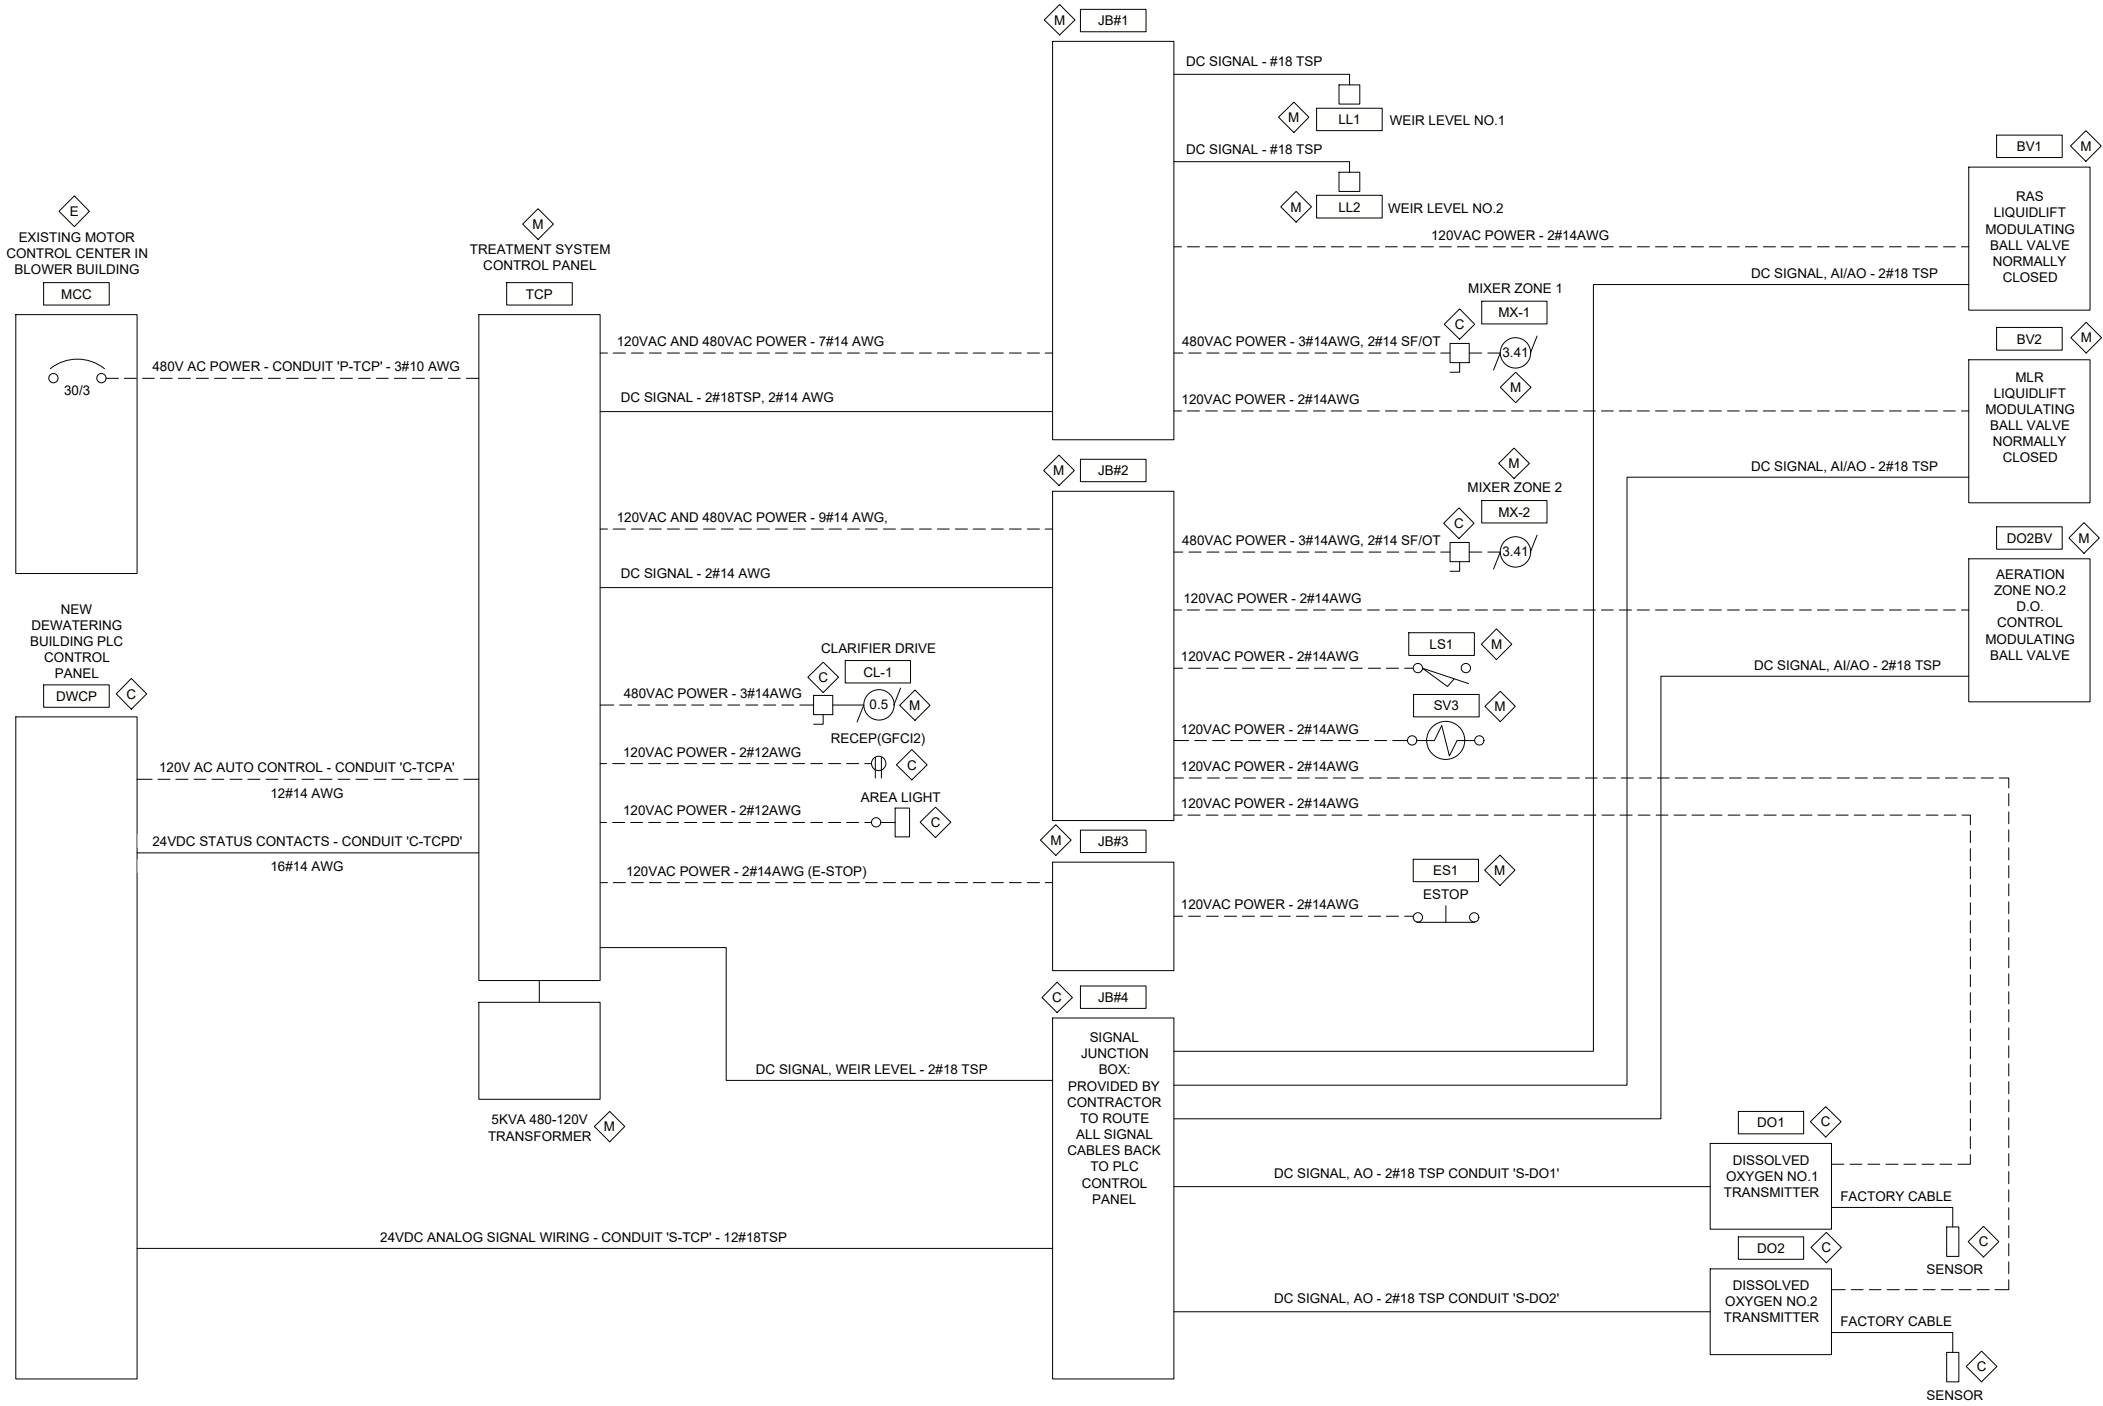 E
EXISTING MOTOR
CONTROL CENTER IN
BLOWER BUILDING
MCC
30/3
480V AC POWER - CONDUIT 'P-TCP' - 3#10 AWG
NEW
DEWATERING
BUILDING PLC
CONTROL
PANEL
DWCP
C
120V AC AUTO CONTROL - CONDUIT 'C-TCPA'
12#14 AWG
24VDC STATUS CONTACTS - CONDUIT 'C-TCPD'
16#14 AWG
24VDC ANALOG SIGNAL WIRING - CONDUIT 'S-TCP' - 12#18TSP
M
TREATMENT SYSTEM
CONTROL PANEL
TCP
120VAC AND 480VAC POWER - 7#14 AWG
DC SIGNAL - 2#18TSP, 2#14 AWG
120VAC AND 480VAC POWER - 9#14 AWG,
DC SIGNAL - 2#14 AWG
CLARIFIER DRIVE
C
CL-1
480VAC POWER - 3#14AWG
0.5
M
RECEP(GFCI2)
120VAC POWER - 2#12AWG
C
AREA LIGHT
120VAC POWER - 2#12AWG
C
120VAC POWER - 2#14AWG (E-STOP)
DC SIGNAL, WEIR LEVEL - 2#18 TSP
5KVA 480-120V
TRANSFORMER
M
M
JB#1
DC SIGNAL - #18 TSP
M
LL1
WEIR LEVEL NO.1
DC SIGNAL - #18 TSP
M
LL2
WEIR LEVEL NO.2
120VAC POWER - 2#14AWG
DC SIGNAL, AI/AO - 2#18 TSP
MIXER ZONE 1
MX-1
C
480VAC POWER - 3#14AWG, 2#14 SF/OT
3.41
M
120VAC POWER - 2#14AWG
DC SIGNAL, AI/AO - 2#18 TSP
M
JB#2
M
MIXER ZONE 2
MX-2
C
480VAC POWER - 3#14AWG, 2#14 SF/OT
3.41
120VAC POWER - 2#14AWG
LS1
M
120VAC POWER - 2#14AWG
DC SIGNAL, AI/AO - 2#18 TSP
SV3
M
120VAC POWER - 2#14AWG
120VAC POWER - 2#14AWG
120VAC POWER - 2#14AWG
M
JB#3
ES1
M
ESTOP
120VAC POWER - 2#14AWG
C
JB#4
SIGNAL
JUNCTION
BOX:
PROVIDED BY
CONTRACTOR
TO ROUTE
ALL SIGNAL
CABLES BACK
TO PLC
CONTROL
PANEL
DC SIGNAL, AO - 2#18 TSP CONDUIT 'S-DO1'
DC SIGNAL, AO - 2#18 TSP CONDUIT 'S-DO2'
BV1
M
RAS
LIQUIDLIFT
MODULATING
BALL VALVE
NORMALLY
CLOSED
BV2
M
MLR
LIQUIDLIFT
MODULATING
BALL VALVE
NORMALLY
CLOSED
DO2BV
M
AERATION
ZONE NO.2
D.O.
CONTROL
MODULATING
BALL VALVE
DO1
C
DISSOLVED
OXYGEN NO.1
TRANSMITTER
FACTORY CABLE
C
SENSOR
DO2
C
DISSOLVED
OXYGEN NO.2
TRANSMITTER
FACTORY CABLE
C
SENSOR